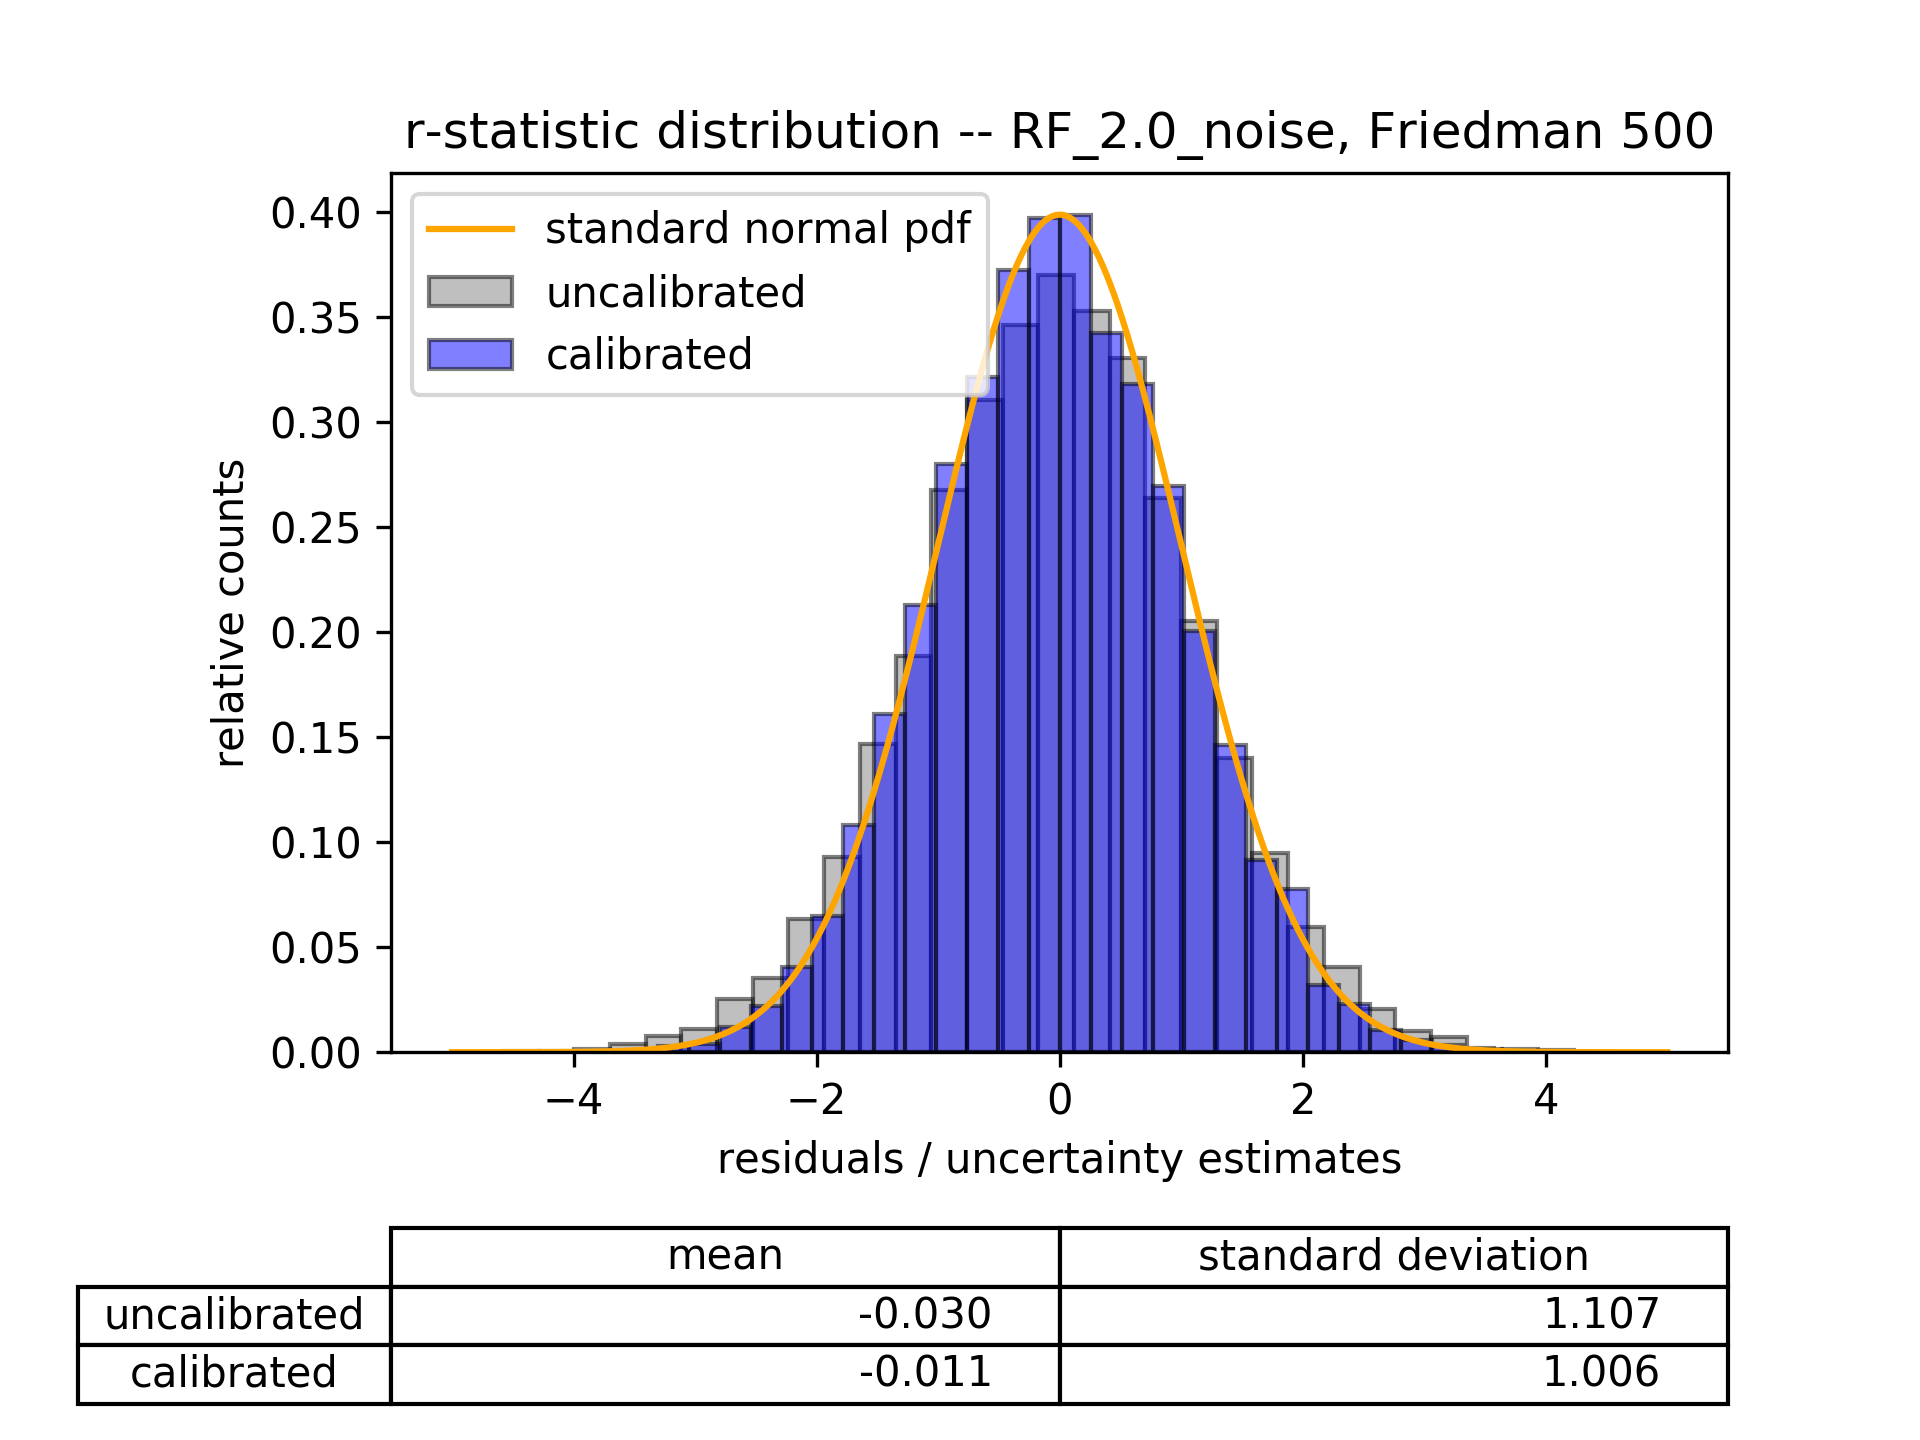 r-statistic distribution -- RF_2.0_noise, Friedman 500
standard normal pdf
uncalibrated
calibrated
relative counts
0.40
0.35
0.30
0.25
0.20
0.15
0.10
0.05
0.00
−4 −2 0 2 4
residuals / uncertainty estimates
mean standard deviation
uncalibrated -0.030 1.107
calibrated -0.011 1.006